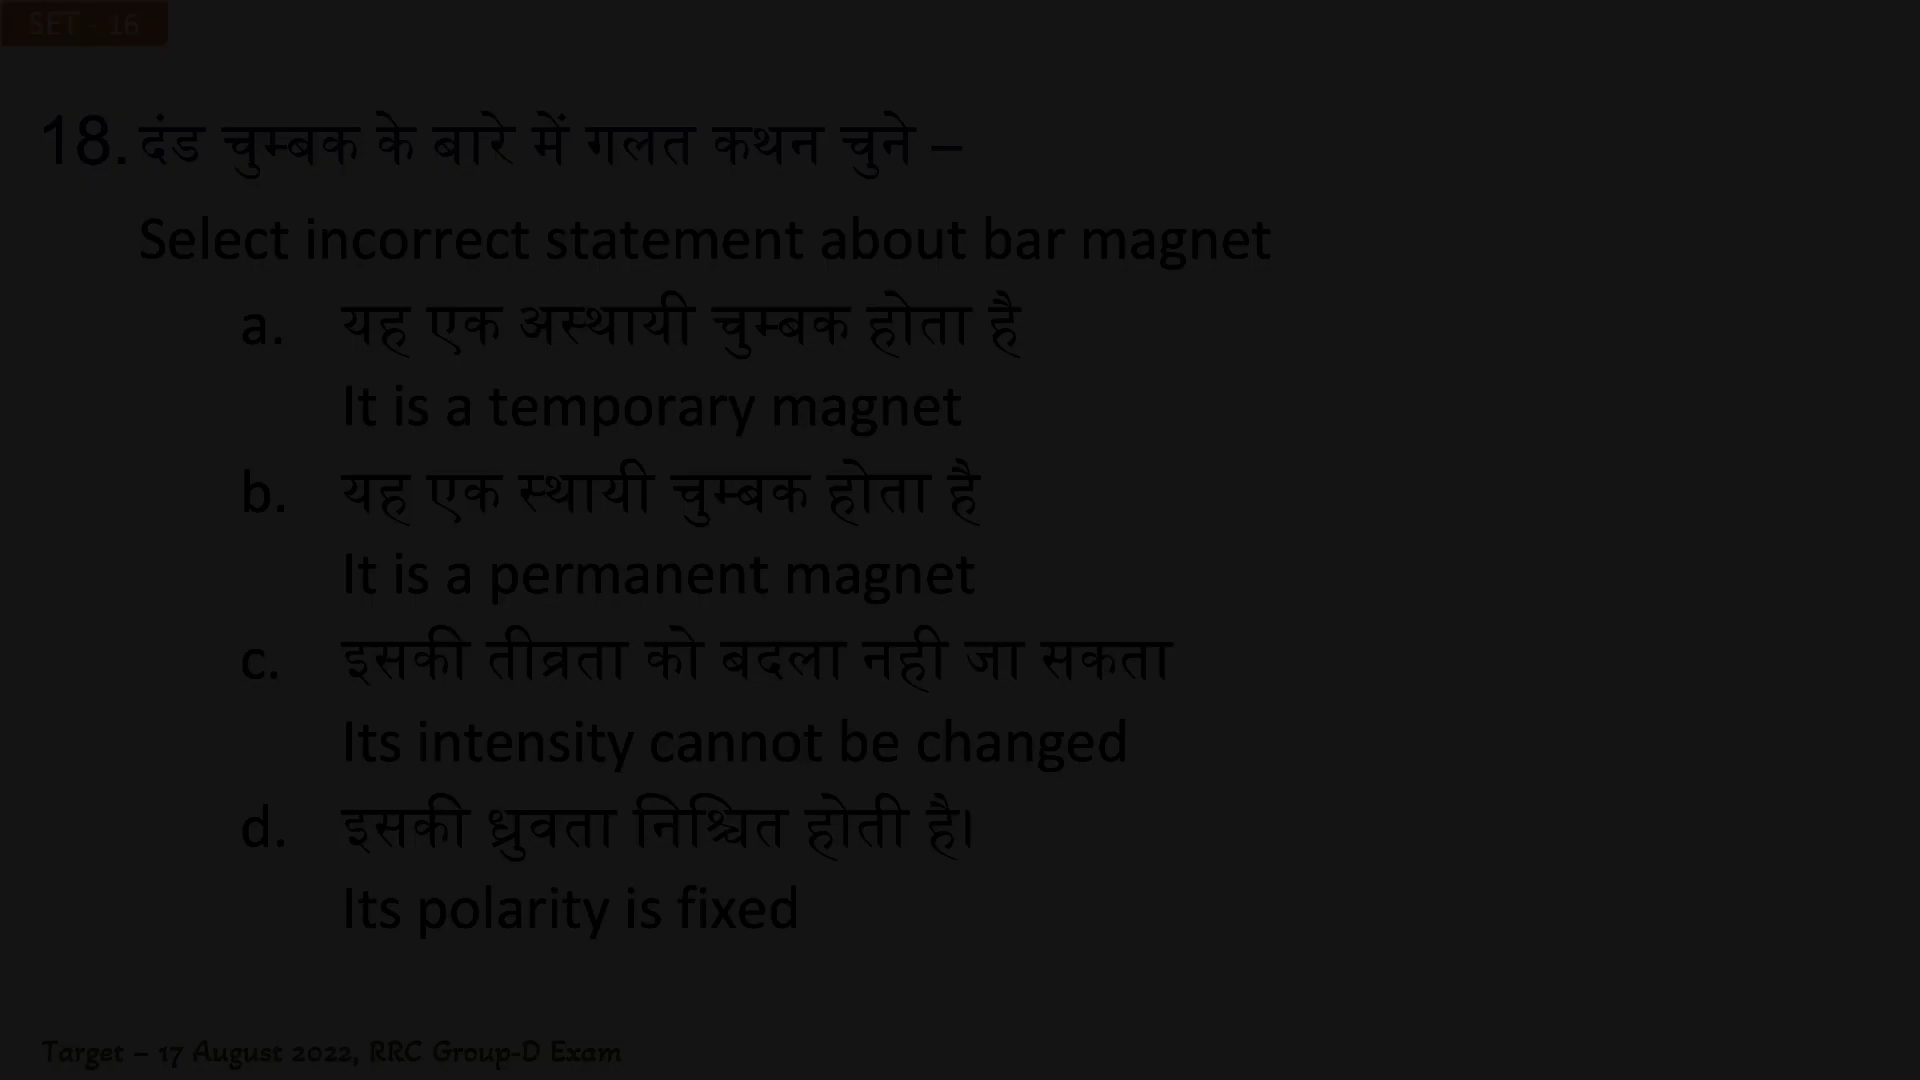 SET - 16
18. दंड चुम्बक के बारे में गलत कथन चुने –
Select incorrect statement about bar magnet
a. यह एक अस्थायी चुम्बक होता है
It is a temporary magnet
b. यह एक स्थायी चुम्बक होता है
It is a permanent magnet
c. इसकी तीव्रता को बदला नही जा सकता
Its intensity cannot be changed
d. इसकी ध्रुवता निश्चित होती है।
Its polarity is fixed
Target – 17 August 2022, RRC Group-D Exam